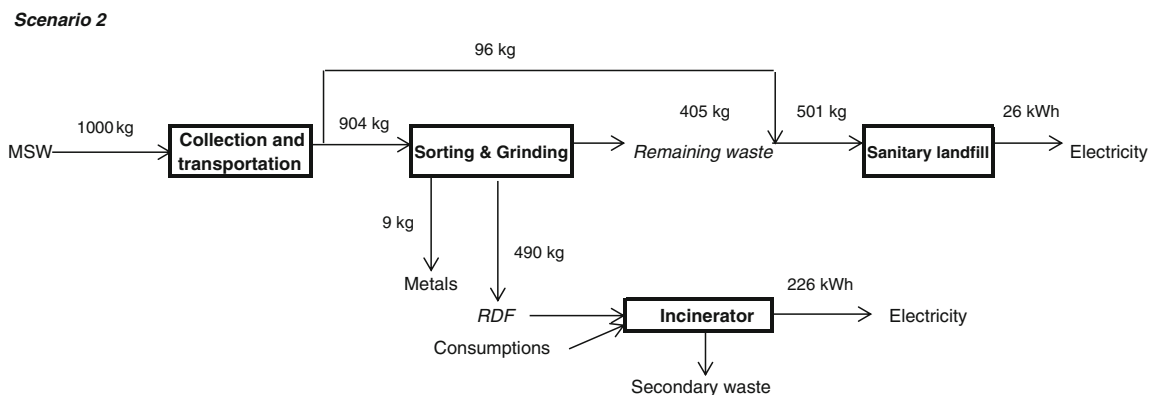 Scenario 2
96 kg
1000 kg
904 kg
405 kg
501 kg
26 kWh
MSW
Collection and
transportation
Sorting & Grinding
Remaining waste
Sanitary landfill
Electricity
9 kg
490 kg
Metals
226 kWh
RDF
Incinerator
Electricity
Consumptions
Secondary waste